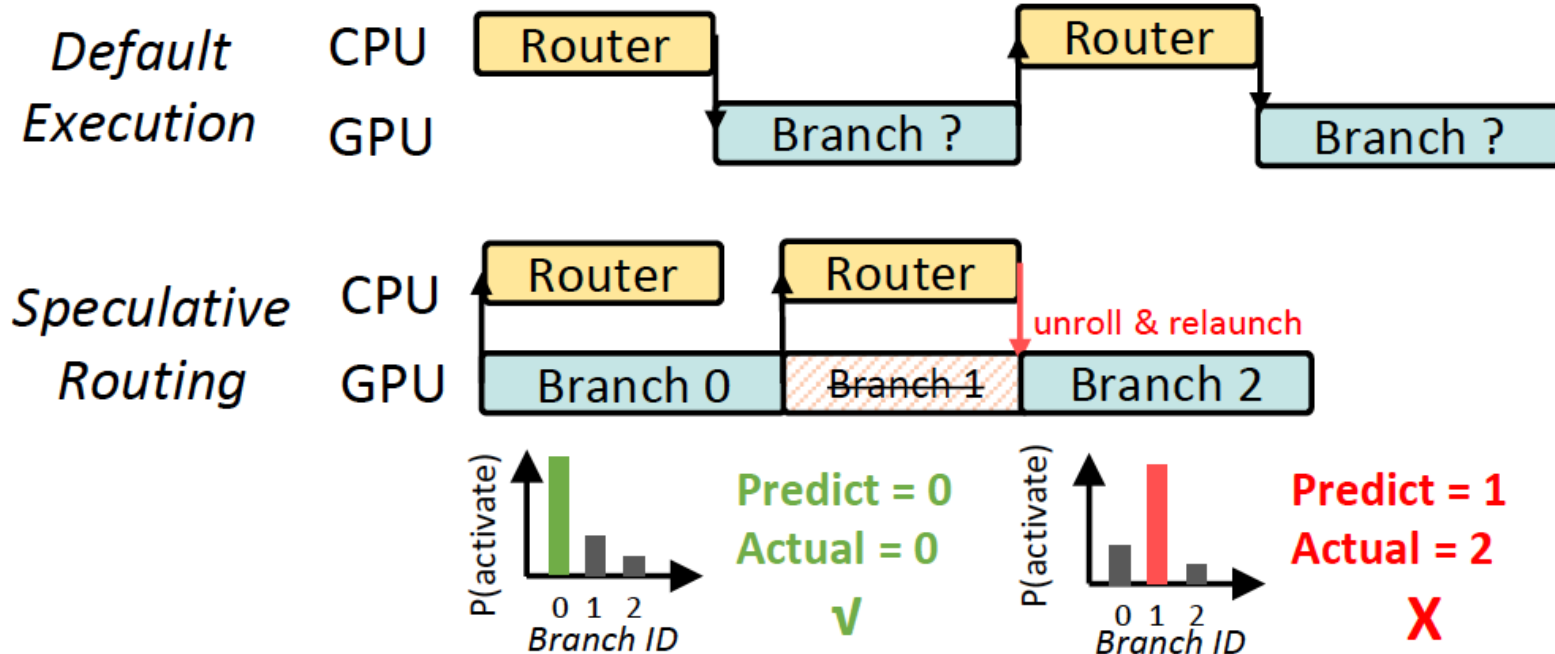 Default
Execution
CPU
Router
Router
GPU
Branch ?
Branch ?
Speculative
Routing
CPU
Router
Router
unroll & relaunch
GPU
Branch 0
Branch 1
Branch 2
P(activate)
0 1 2
Branch ID
Predict = 0
Actual = 0
√
P(activate)
0 1 2
Branch ID
Predict = 1
Actual = 2
X